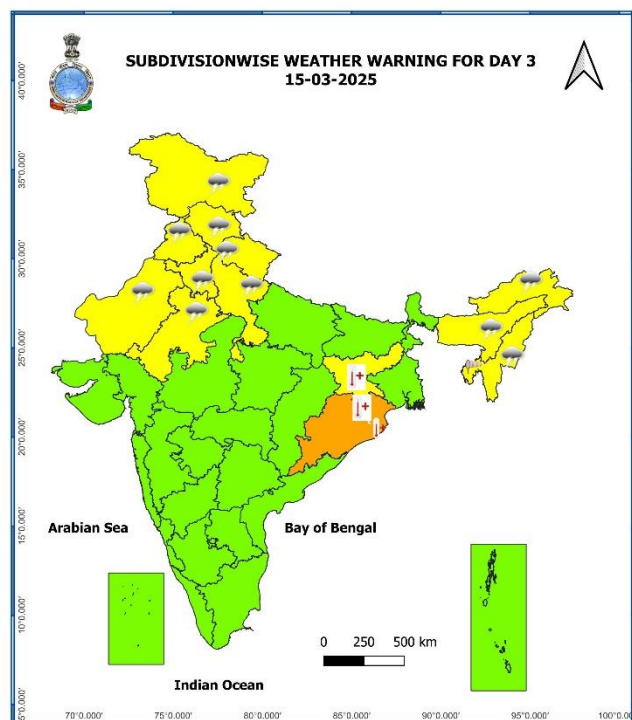 SUBDIVISIONWISE WEATHER WARNING FOR DAY 3
15-03-2025
40°0.000'
35°0.000'
30°0.000'
25°0.000'
20°0.000'
15°0.000'
10°0.000'
5°0.000'
Arabian Sea
Bay of Bengal
0 250 500 km
Indian Ocean
70°0.000' 75°0.000' 80°0.000' 85°0.000' 90°0.000' 95°0.000' 100°0.0